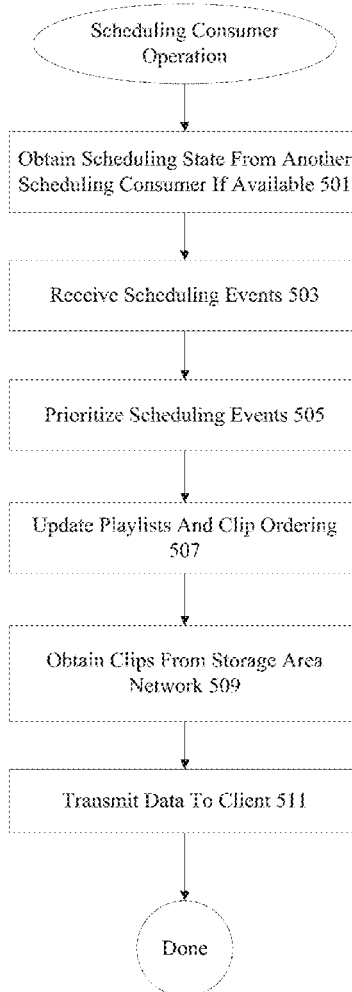 Scheduling Consumer
Operation
Obtain Scheduling State From Another
Scheduling Consumer If Available 501
Receive Scheduling Events 503
Prioritize Scheduling Events 505
Update Playlists And Clip Ordering
507
Obtain Clips From Storage Area
Network 509
Transmit Data To Client 511
Done